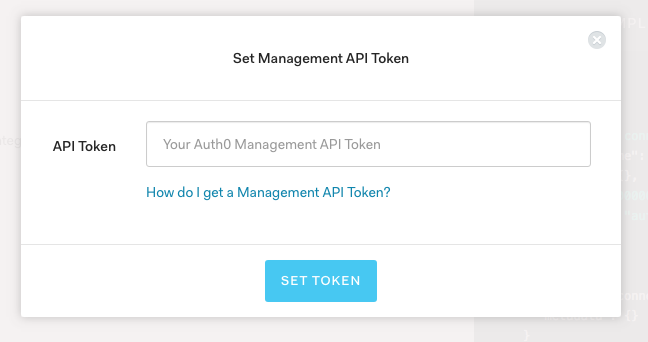 Set Management API Token
API Token
Your Auth0 Management API Token
How do I get a Management API Token?
SET TOKEN